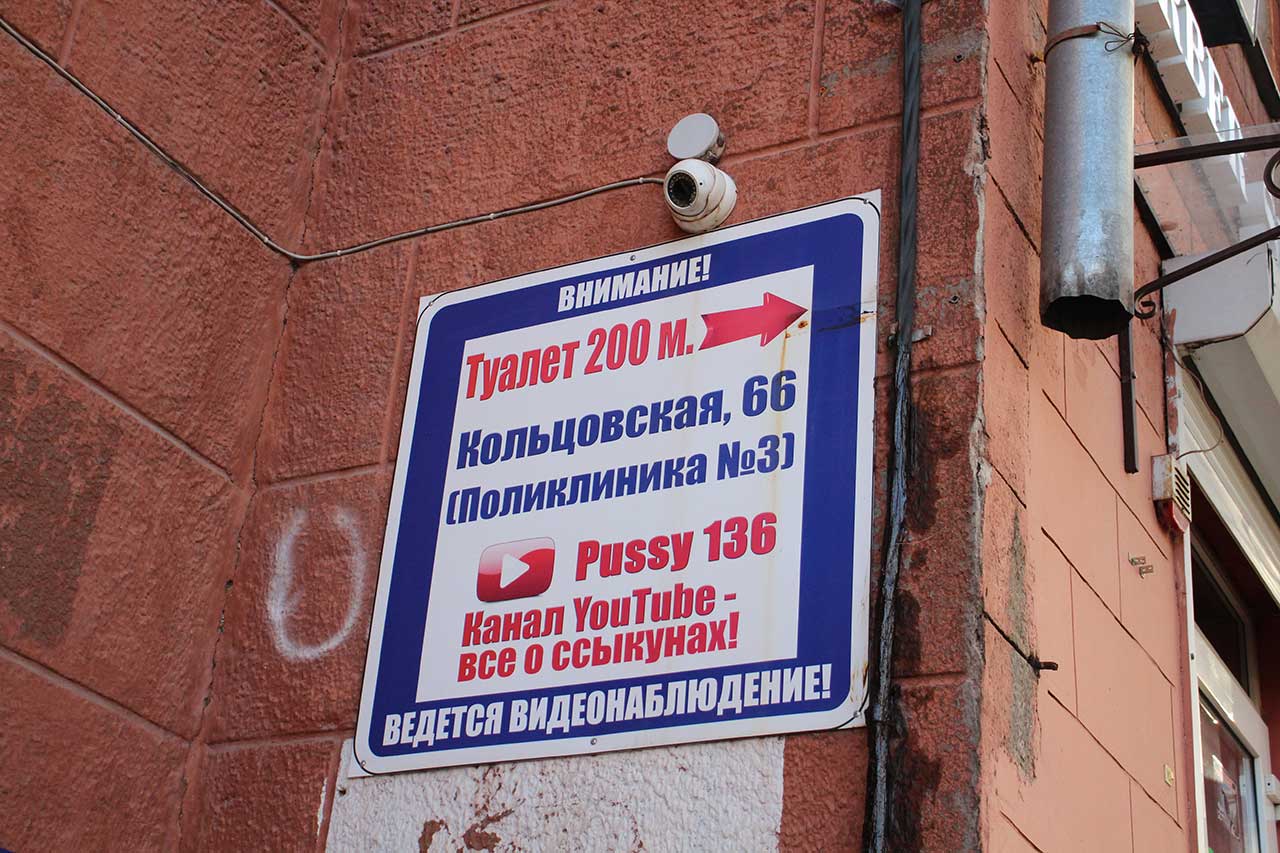 ВНИМАНИЕ!
Туалет 200 м.
Кольцовская, 66
(Поликлиника №3)
Pussy 136
Канал YouTube -
все о ссыкунах!
ВЕДЕТСЯ ВИДЕОНАБЛЮДЕНИЕ!